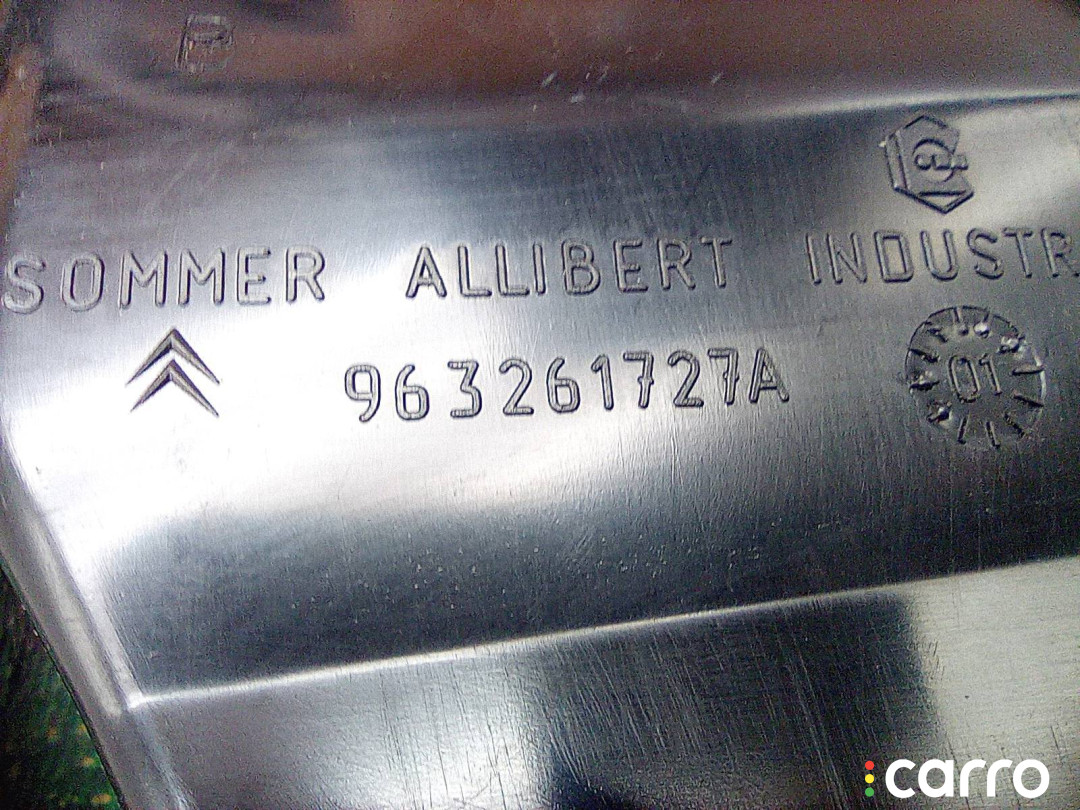 P
SOMMER ALLIBERT INDUSTR
963261727A
01
carro